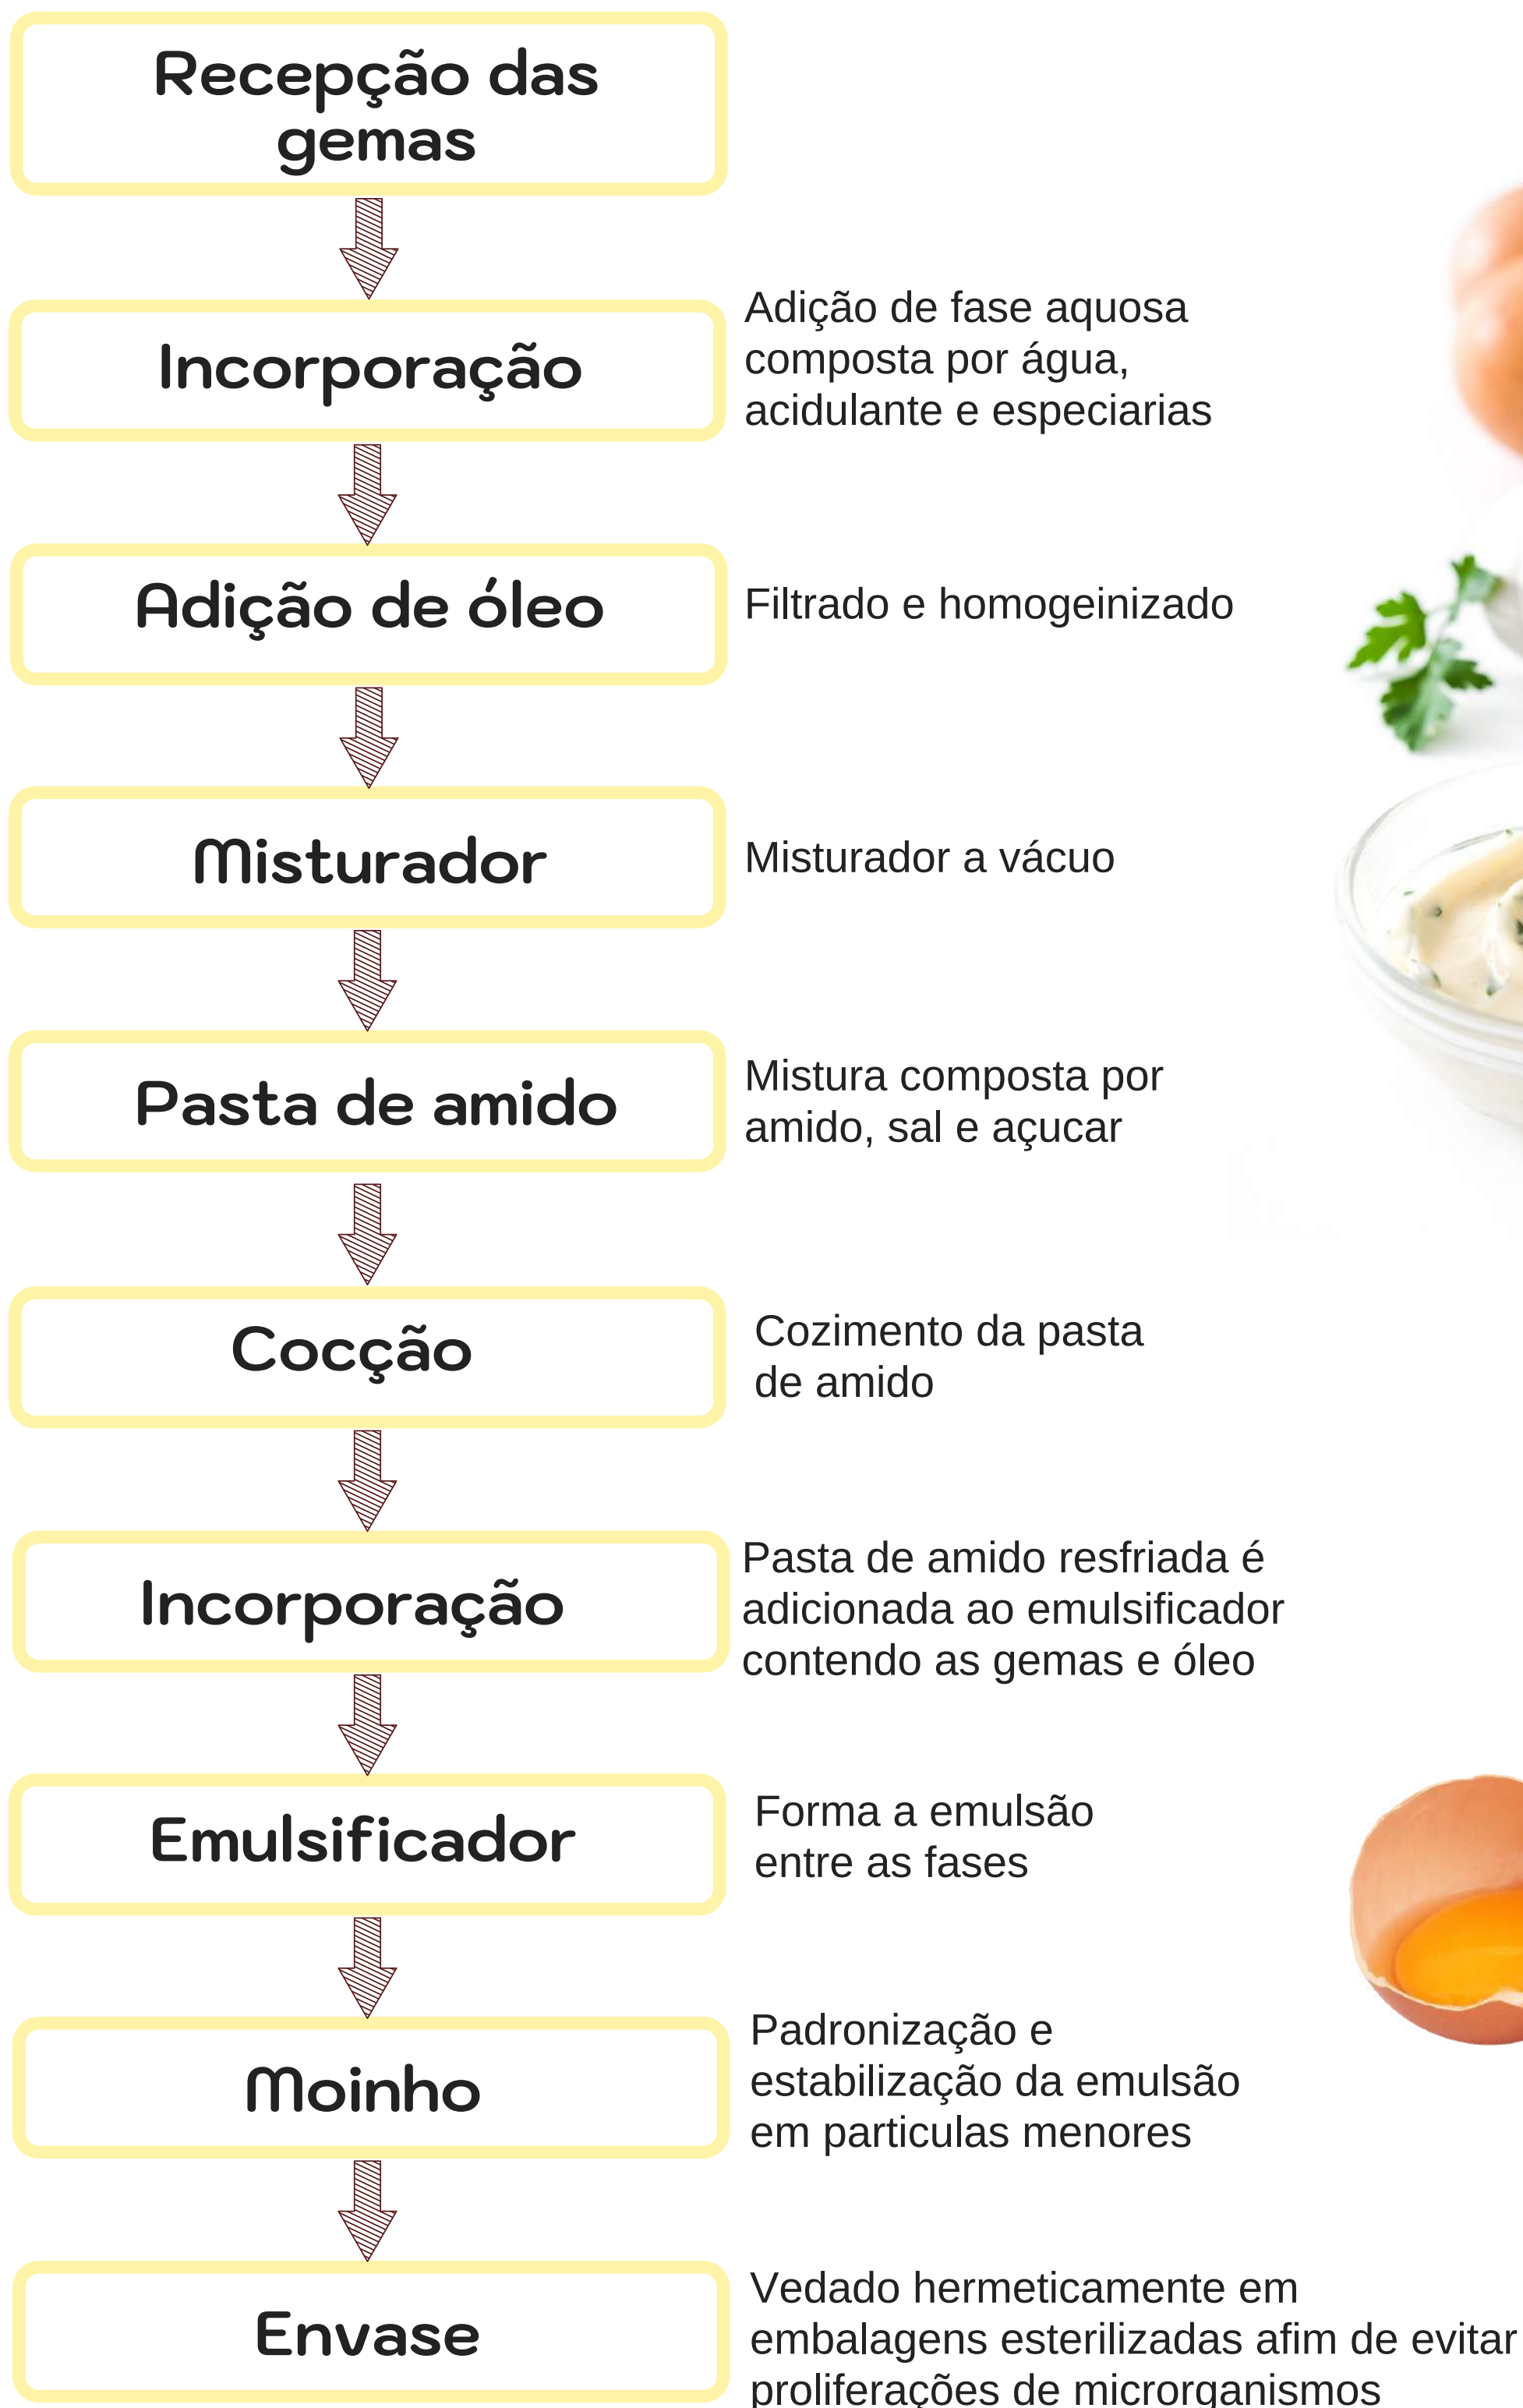 Recepção das
gemas
Incorporação
Adição de fase aquosa
composta por água,
acidulante e especiarias
Adição de óleo
Filtrado e homogeinizado
Misturador
Misturador a vácuo
Pasta de amido
Mistura composta por
amido, sal e açucar
Cocção
Cozimento da pasta
de amido
Incorporação
Pasta de amido resfriada é
adicionada ao emulsificador
contendo as gemas e óleo
Emulsificador
Forma a emulsão
entre as fases
Moinho
Padronização e
estabilização da emulsão
em particulas menores
Envase
Vedado hermeticamente em
embalagens esterilizadas afim de evitar
proliferações de microrganismos